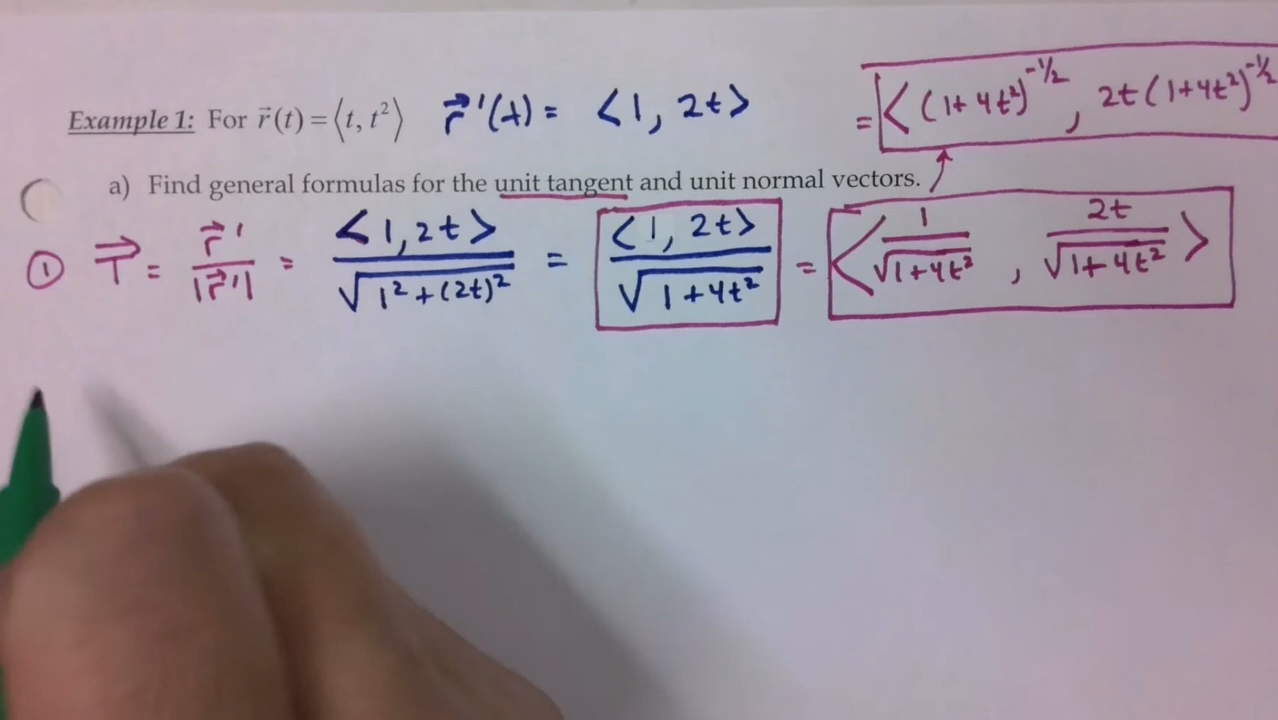 Example 1: For r⃗(t) = ⟨t, t²⟩ r⃗'(t) = <1, 2t>
= <(1+4t²)^-1/2, 2t(1+4t²)^-1/2
a) Find general formulas for the unit tangent and unit normal vectors.
① T⃗ = r⃗'/|r⃗'| = <1,2t>/√(1²+(2t)²) = <1, 2t>/√(1+4t²) = <1/√(1+4t²), 2t/√(1+4t²)>